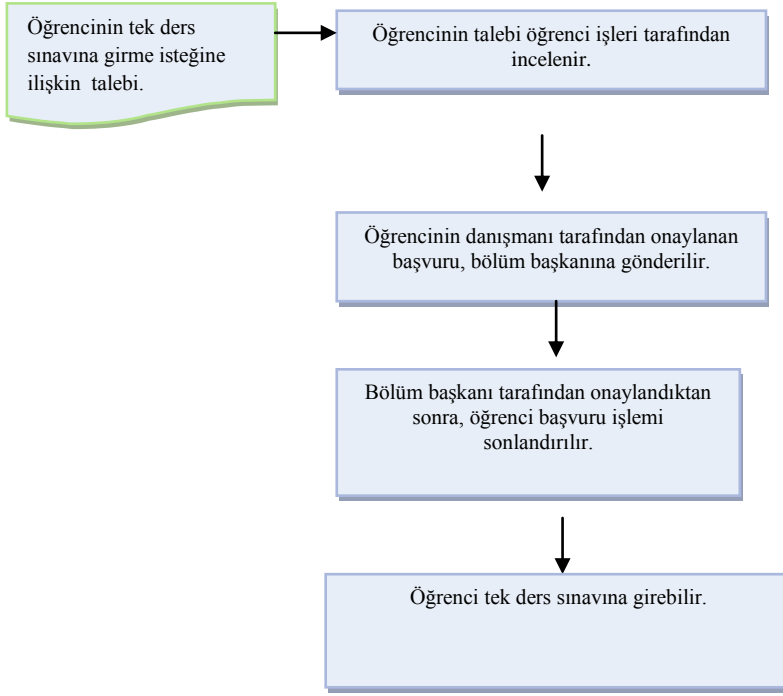 Öğrencinin tek ders
sınavına girme isteğine
ilişkin talebi.
Öğrencinin talebi öğrenci işleri tarafından
incelenir.
Öğrencinin danışmanı tarafından onaylanan
başvuru, bölüm başkanına gönderilir.
Bölüm başkanı tarafından onaylandıktan
sonra, öğrenci başvuru işlemi
sonlandırılır.
Öğrenci tek ders sınavına girebilir.